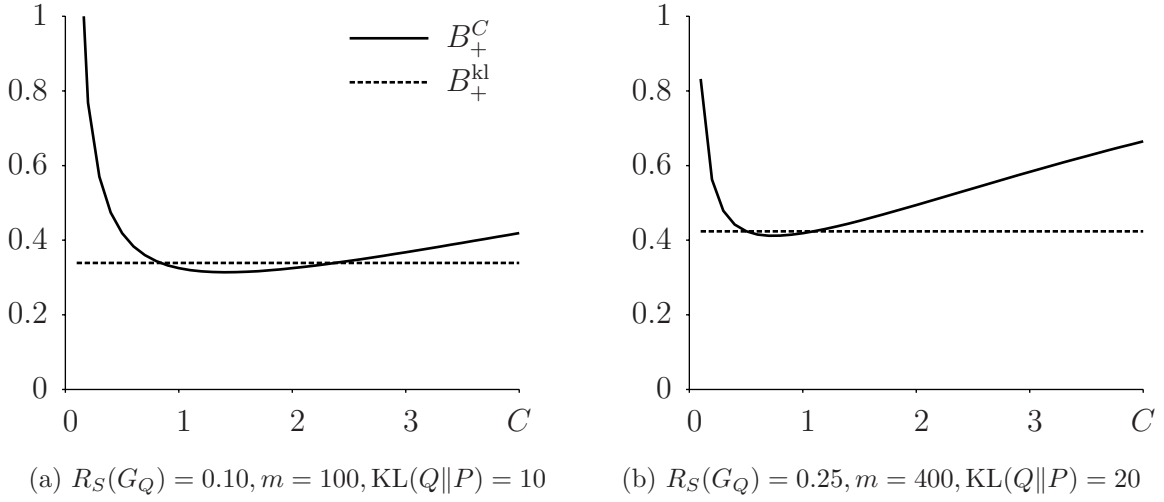 1
0.8
0.6
0.4
0.2
0
0 1 2 3 C
B_+^C
B_+^{kl}
(a) R_S(G_Q) = 0.10, m = 100, KL(Q‖P) = 10
1
0.8
0.6
0.4
0.2
0
0 1 2 3 C
(b) R_S(G_Q) = 0.25, m = 400, KL(Q‖P) = 20